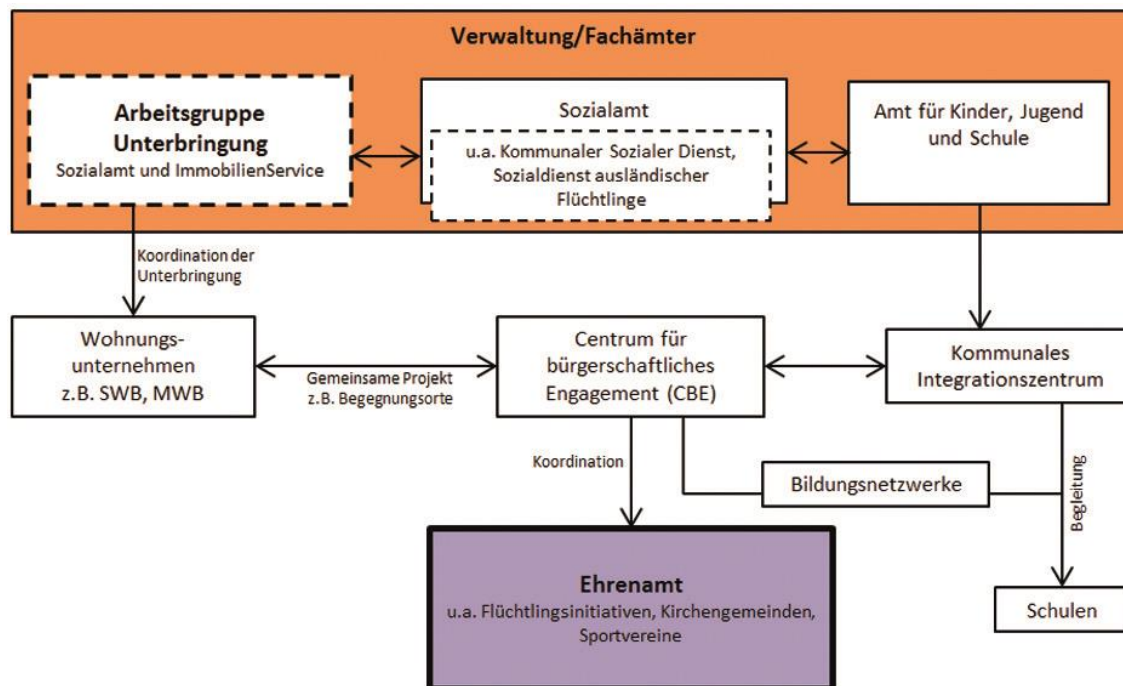 Verwaltung/Fachämter
Arbeitsgruppe
Unterbringung
Sozialamt und ImmobilienService
Sozialamt
u.a. Kommunaler Sozialer Dienst,
Sozialdienst ausländischer
Flüchtlinge
Amt für Kinder, Jugend
und Schule
Koordination der
Unterbringung
Wohnungs-
unternehmen
z.B. SWB, MWB
Gemeinsame Projekt
z.B. Begegnungsorte
Centrum für
bürgerschaftliches
Engagement (CBE)
Kommunales
Integrationszentrum
Koordination
Bildungsnetzwerke
Begleitung
Ehrenamt
u.a. Flüchtlingsinitiativen, Kirchengemeinden,
Sportvereine
Schulen